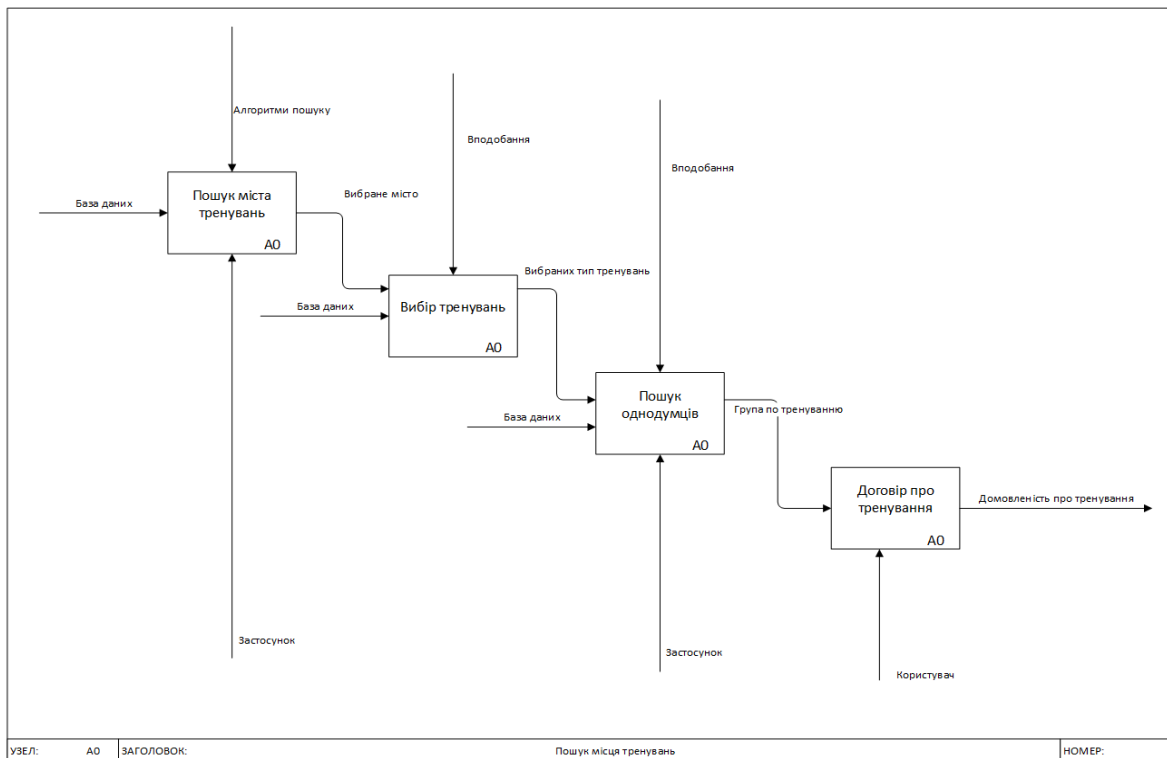 Алгоритми пошуку
Вподобання
Вподобання
Пошук міста
тренувань
A0
База даних
Вибране місто
Вибраних тип тренувань
База даних
Вибір тренувань
A0
Пошук
однодумців
A0
База даних
Група по тренуванню
Договір про
тренування
A0
Домовленість про тренування
Застосунок
Застосунок
Користувач
УЗЕЛ: A0 ЗАГОЛОВОК: Пошук місця тренувань НОМЕР: